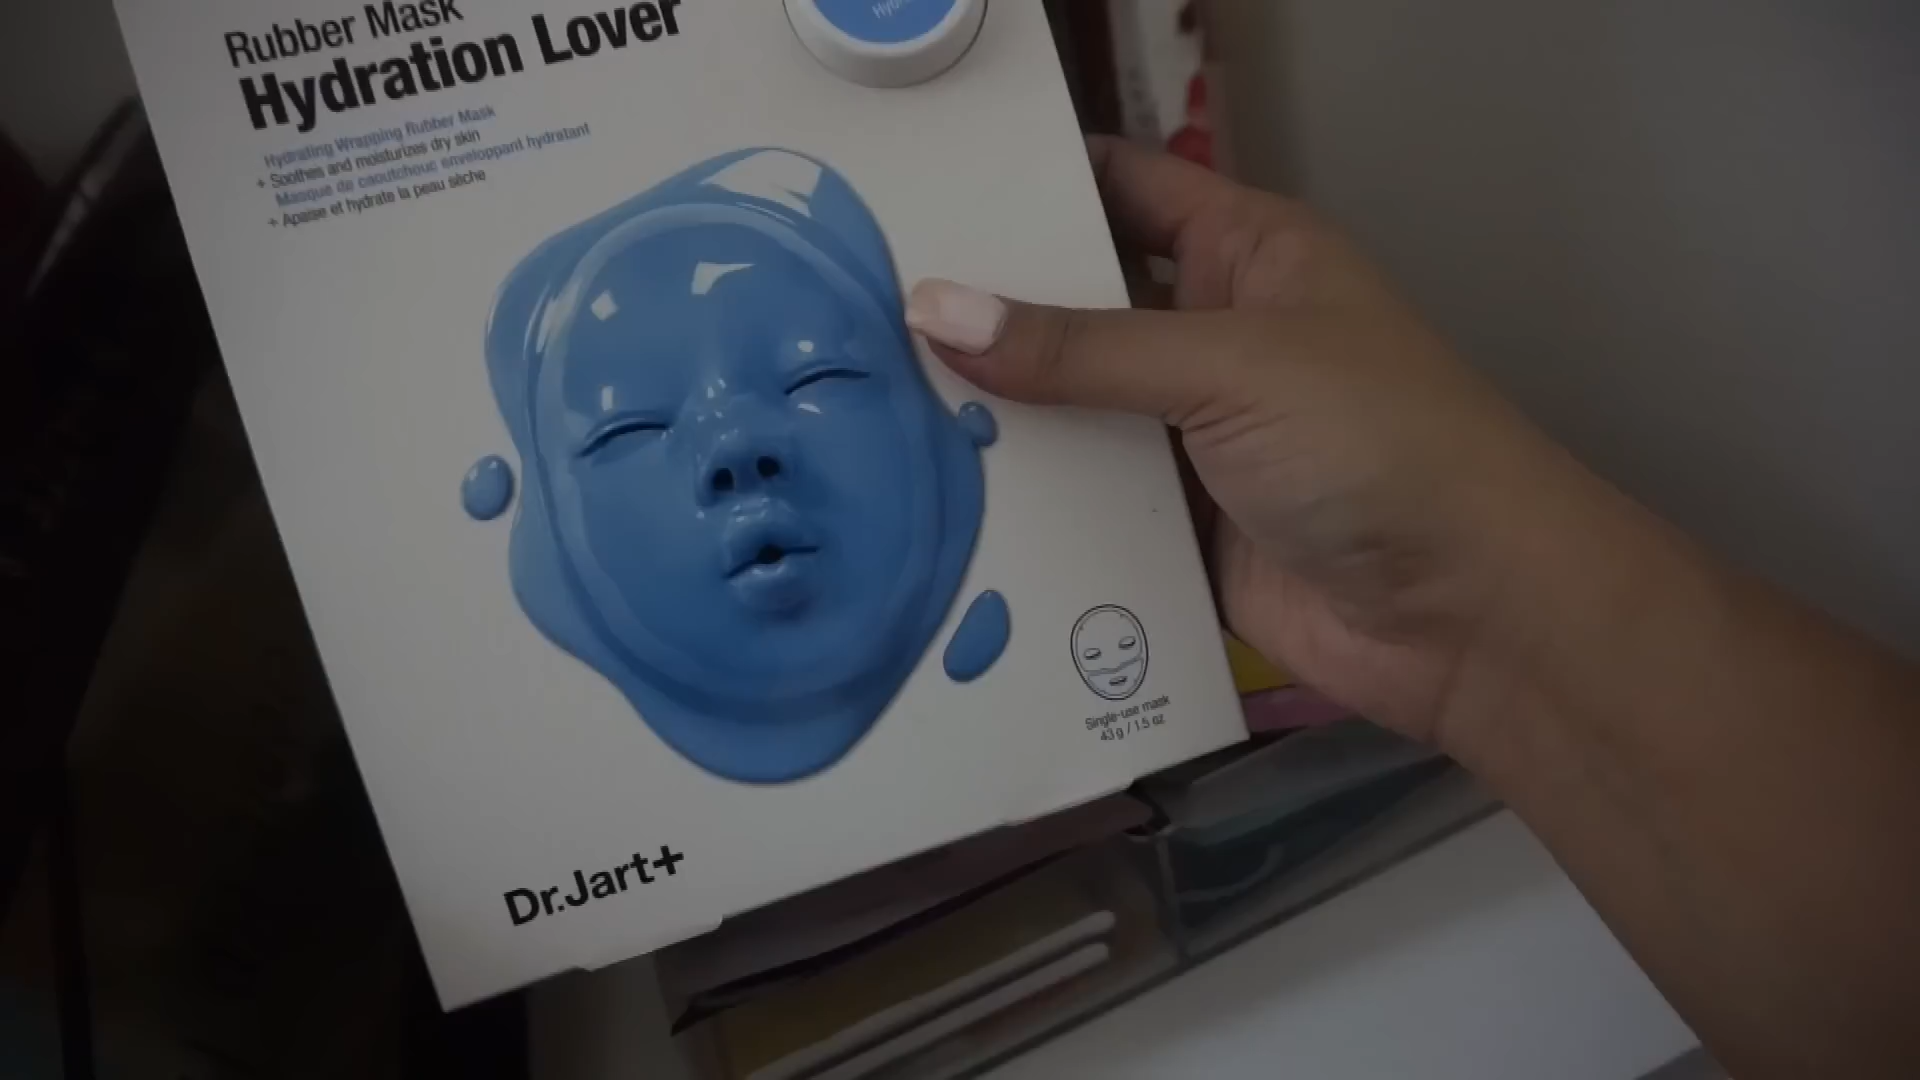 Rubber Mask
Hydration Lover
Hydrating Wrapping Rubber Mask
+ Soothes and moisturizes dry skin
Masque de caoutchouc enveloppant hydratant
+ Apaise et hydrate la peau sèche
Single-use mask
43 g / 1.5 oz
Dr.Jart+